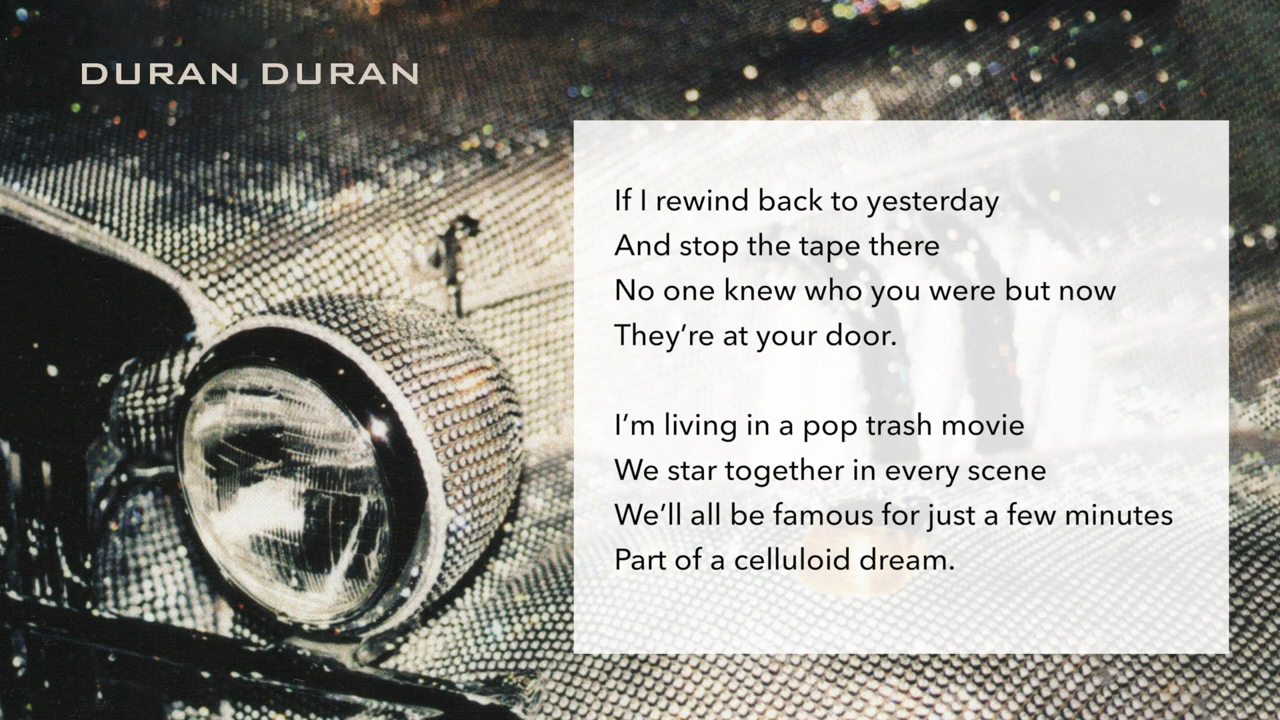 DURAN DURAN
If I rewind back to yesterday
And stop the tape there
No one knew who you were but now
They’re at your door.
I’m living in a pop trash movie
We star together in every scene
We’ll all be famous for just a few minutes
Part of a celluloid dream.